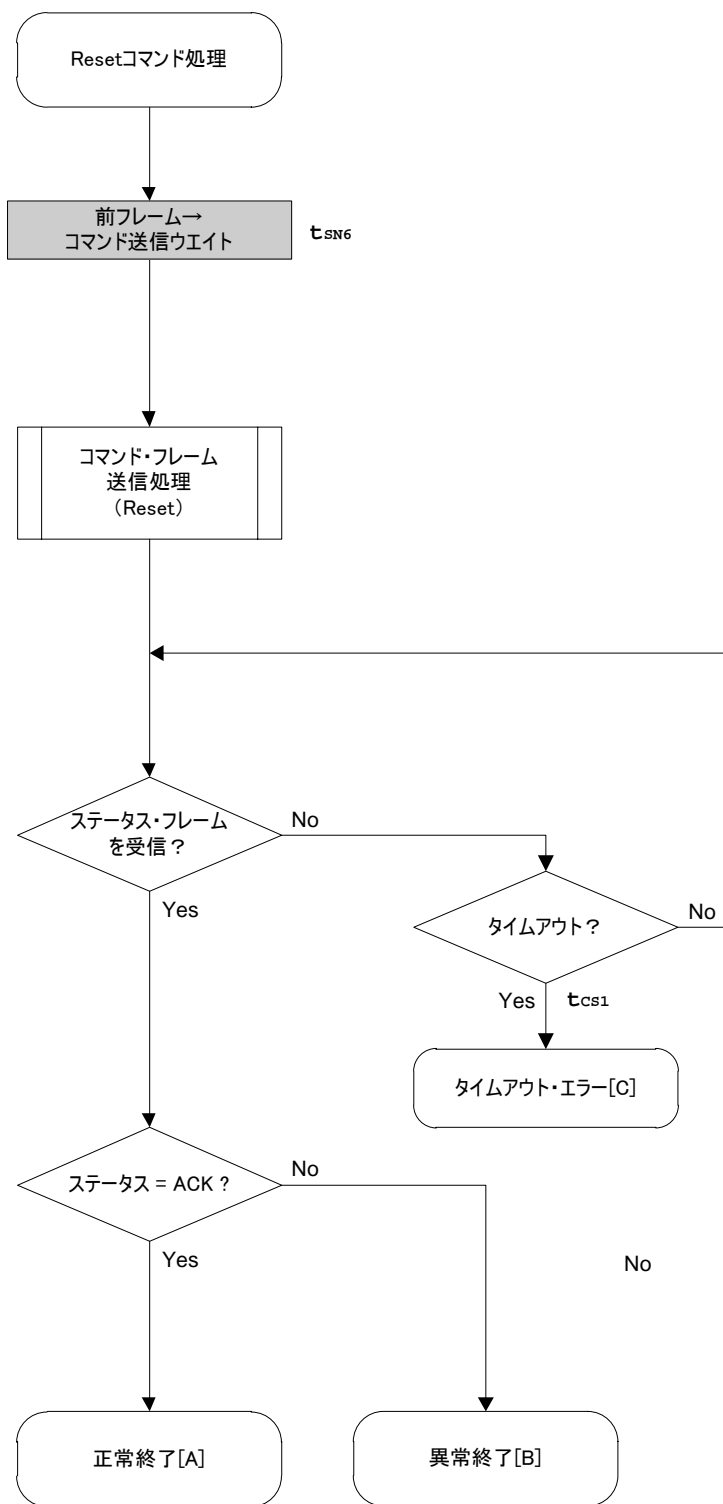 Resetコマンド処理
前フレーム→
コマンド送信ウエイト
tSN6
コマンド・フレーム
送信処理
（Reset）
ステータス・フレーム
を受信？
No
Yes
タイムアウト？
No
Yes
tCS1
タイムアウト・エラー[C]
ステータス = ACK？
No
Yes
No
正常終了[A]
異常終了[B]